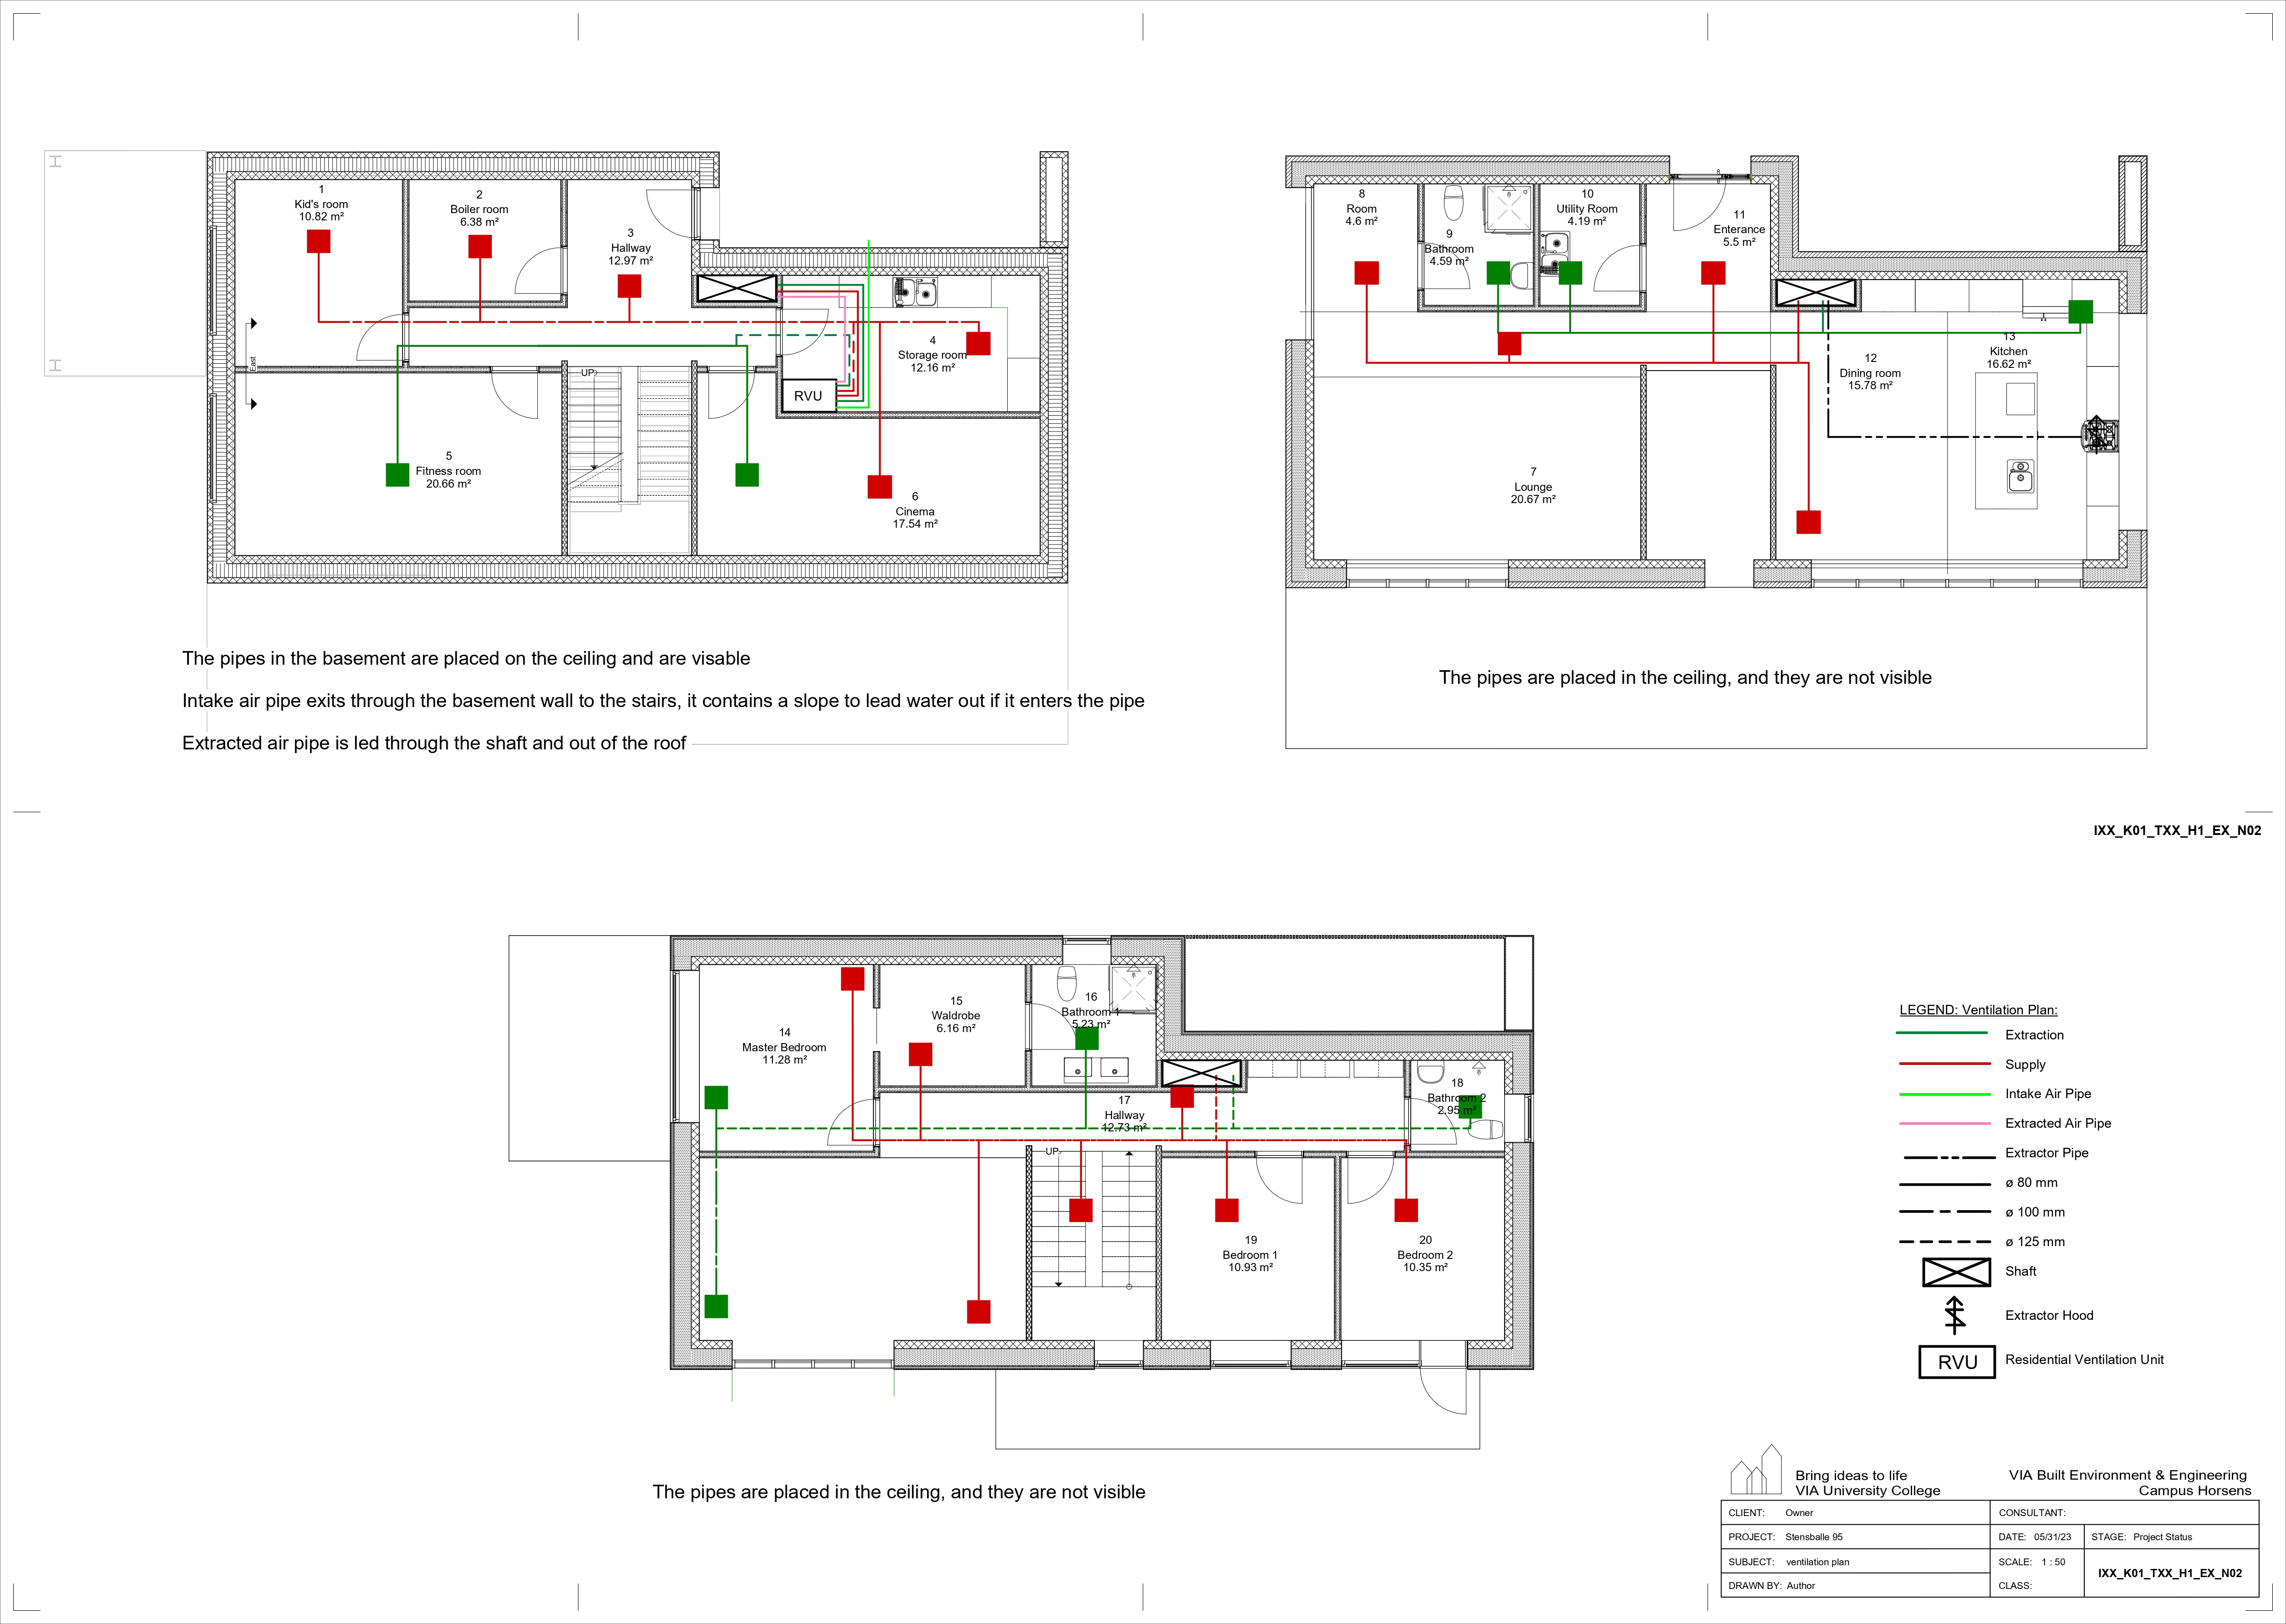 1
Kid's room
10.82 m²
2
Boiler room
6.38 m²
3
Hallway
12.97 m²
4
Storage room
12.16 m²
RVU
East
UP
5
Fitness room
20.66 m²
6
Cinema
17.54 m²
The pipes in the basement are placed on the ceiling and are visable
Intake air pipe exits through the basement wall to the stairs, it contains a slope to lead water out if it enters the pipe
Extracted air pipe is led through the shaft and out of the roof
8
Room
4.6 m²
9
Bathroom
4.59 m²
10
Utility Room
4.19 m²
11
Enterance
5.5 m²
12
Dining room
15.78 m²
13
Kitchen
16.62 m²
7
Lounge
20.67 m²
The pipes are placed in the ceiling, and they are not visible
IXX_K01_TXX_H1_EX_N02
14
Master Bedroom
11.28 m²
15
Waldrobe
6.16 m²
16
Bathroom 1
5.23 m²
17
Hallway
12.73 m²
18
Bathroom 2
2.95 m²
UP
19
Bedroom 1
10.93 m²
20
Bedroom 2
10.35 m²
The pipes are placed in the ceiling, and they are not visible
LEGEND: Ventilation Plan:
Extraction
Supply
Intake Air Pipe
Extracted Air Pipe
Extractor Pipe
ø 80 mm
ø 100 mm
ø 125 mm
Shaft
Extractor Hood
RVU Residential Ventilation Unit
Bring ideas to life
VIA University College
VIA Built Environment & Engineering
Campus Horsens
CLIENT: Owner
CONSULTANT:
PROJECT: Stensballe 95
DATE: 05/31/23
STAGE: Project Status
SUBJECT: ventilation plan
SCALE: 1 : 50
IXX_K01_TXX_H1_EX_N02
DRAWN BY: Author
CLASS: